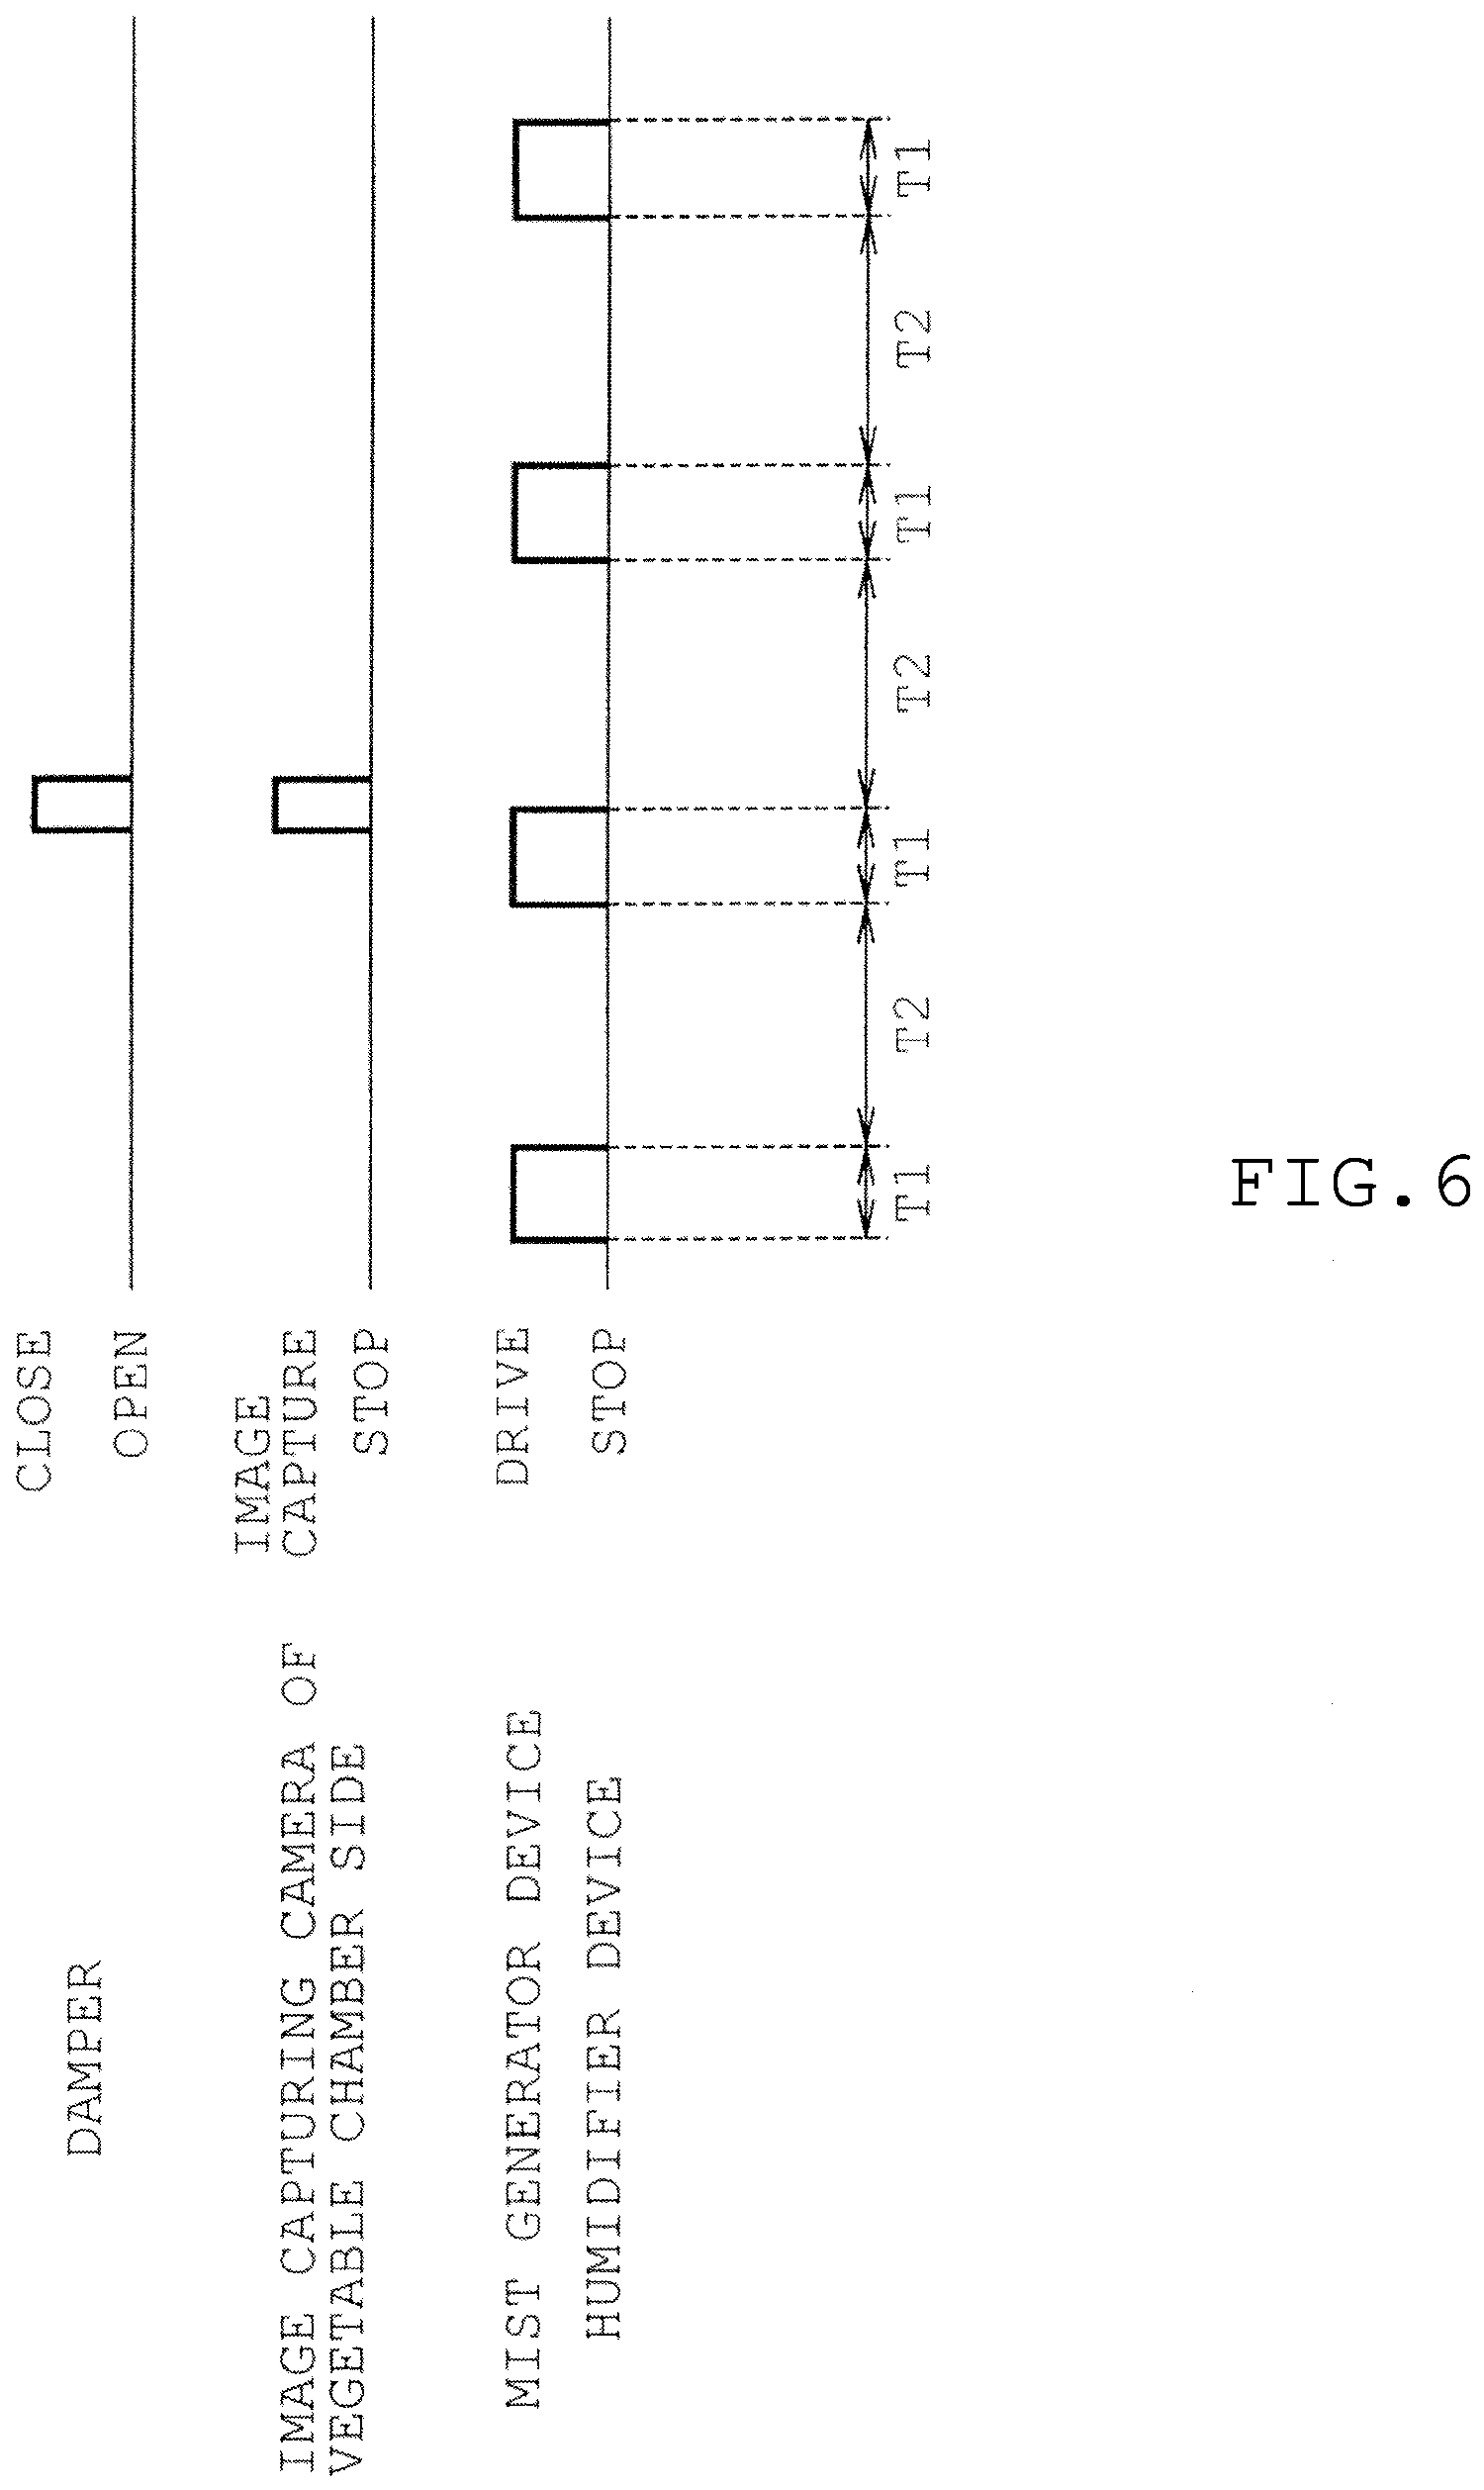 DAMPER
CLOSE
OPEN
IMAGE CAPTURING CAMERA OF
VEGETABLE CHAMBER SIDE
IMAGE
CAPTURE
STOP
MIST GENERATOR DEVICE
HUMIDIFIER DEVICE
DRIVE
STOP
T1 T2 T1 T2 T1 T2 T1
FIG.6